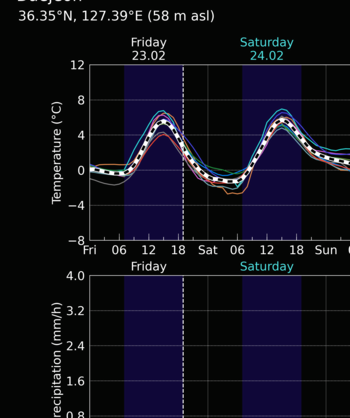 36.35°N, 127.39°E (58 m asl)
Friday Saturday
23.02 24.02
Temperature (°C)
12
8
4
0
−4
−8
Fri 06 12 18 Sat 06 12 18 Sun
Friday Saturday
4.0
3.2
2.4
1.6
0.8